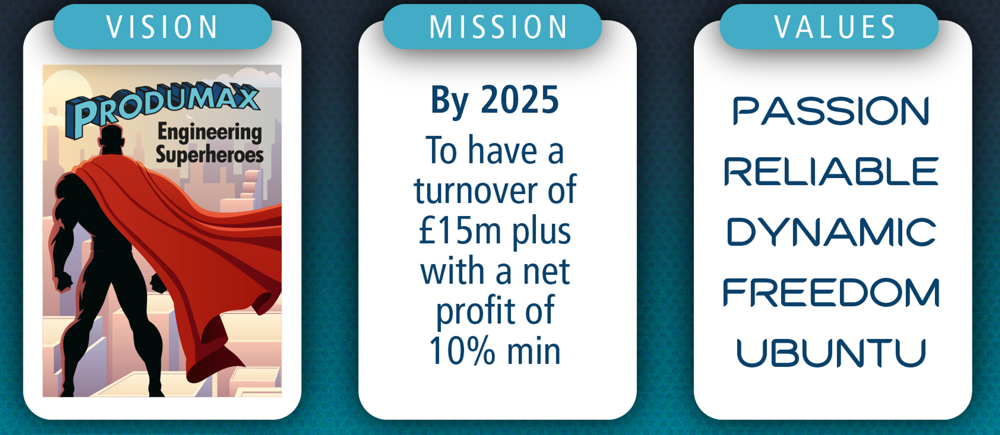 VISION
PRODUMAX
Engineering
Superheroes
MISSION
By 2025
To have a
turnover of
£15m plus
with a net
profit of
10% min
VALUES
PASSION
RELIABLE
DYNAMIC
FREEDOM
UBUNTU